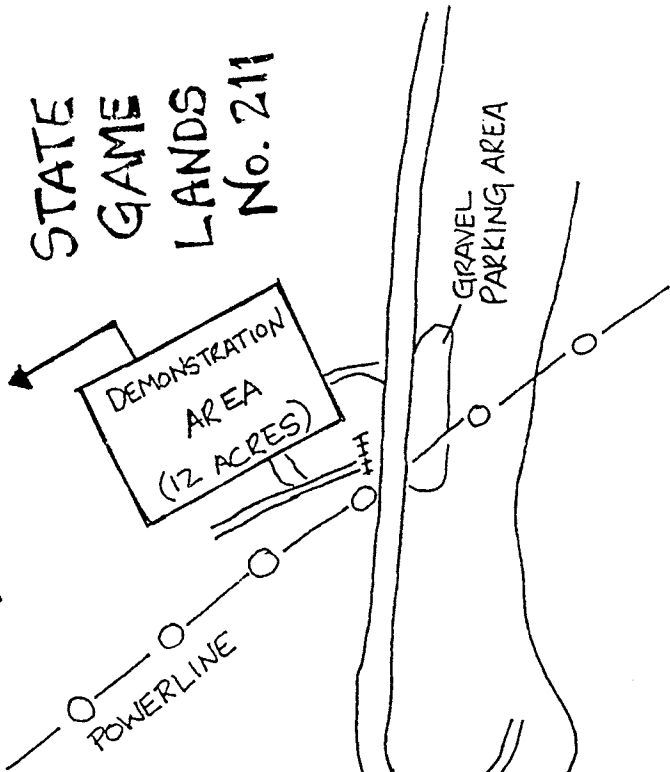 STATE
GAME
LANDS
No. 211
GRAVEL
PARKING AREA
DEMONSTRATION
AREA
(12 ACRES)
POWERLINE